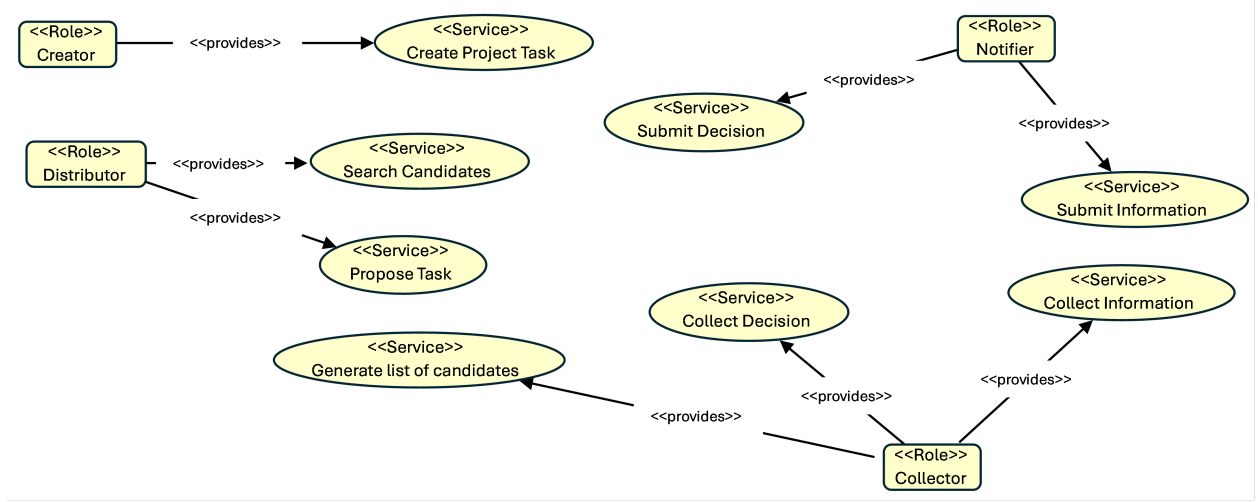 <<Role>>
Creator
<<provides>>
<<Service>>
Create Project Task
<<Role>>
Notifier
<<provides>>
<<Service>>
Submit Decision
<<provides>>
<<Service>>
Submit Information
<<Role>>
Distributor
<<provides>>
<<Service>>
Search Candidates
<<provides>>
<<Service>>
Propose Task
<<Service>>
Collect Decision
<<Service>>
Collect Information
<<Service>>
Generate list of candidates
<<provides>>
<<provides>>
<<provides>>
<<Role>>
Collector